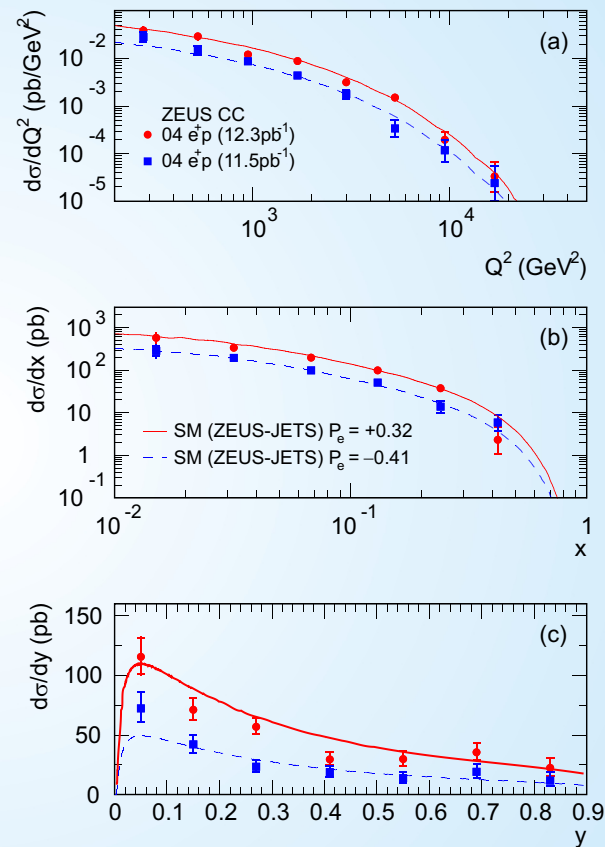 dσ/dQ² (pb/GeV²)
10⁻²
10⁻³
10⁻⁴
10⁻⁵
(a)
ZEUS CC
04 e⁺p (12.3pb⁻¹)
04 e⁺p (11.5pb⁻¹)
10³
10⁴
Q² (GeV²)
dσ/dx (pb)
10³
10²
10
1
10⁻¹
(b)
SM (ZEUS-JETS) Pₑ = +0.32
SM (ZEUS-JETS) Pₑ = −0.41
10⁻²
10⁻¹
1
x
dσ/dy (pb)
150
100
50
0
(c)
0 0.1 0.2 0.3 0.4 0.5 0.6 0.7 0.8 0.9
y